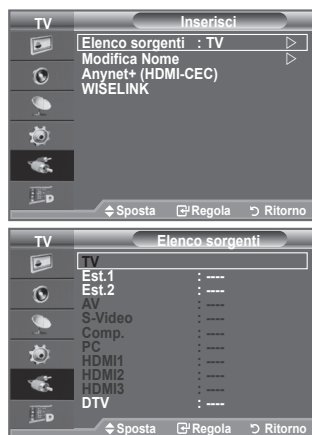 TV
Inserisci
Elenco sorgenti : TV
Modifica Nome
Anynet+ (HDMI-CEC)
WISELINK
Sposta Regola Ritorno
TV
Elenco sorgenti
TV
Est.1 : ----
Est.2 : ----
AV : ----
S-Video : ----
Comp. : ----
PC : ----
HDMI1 : ----
HDMI2 : ----
HDMI3 : ----
DTV : ----
Sposta Regola Ritorno